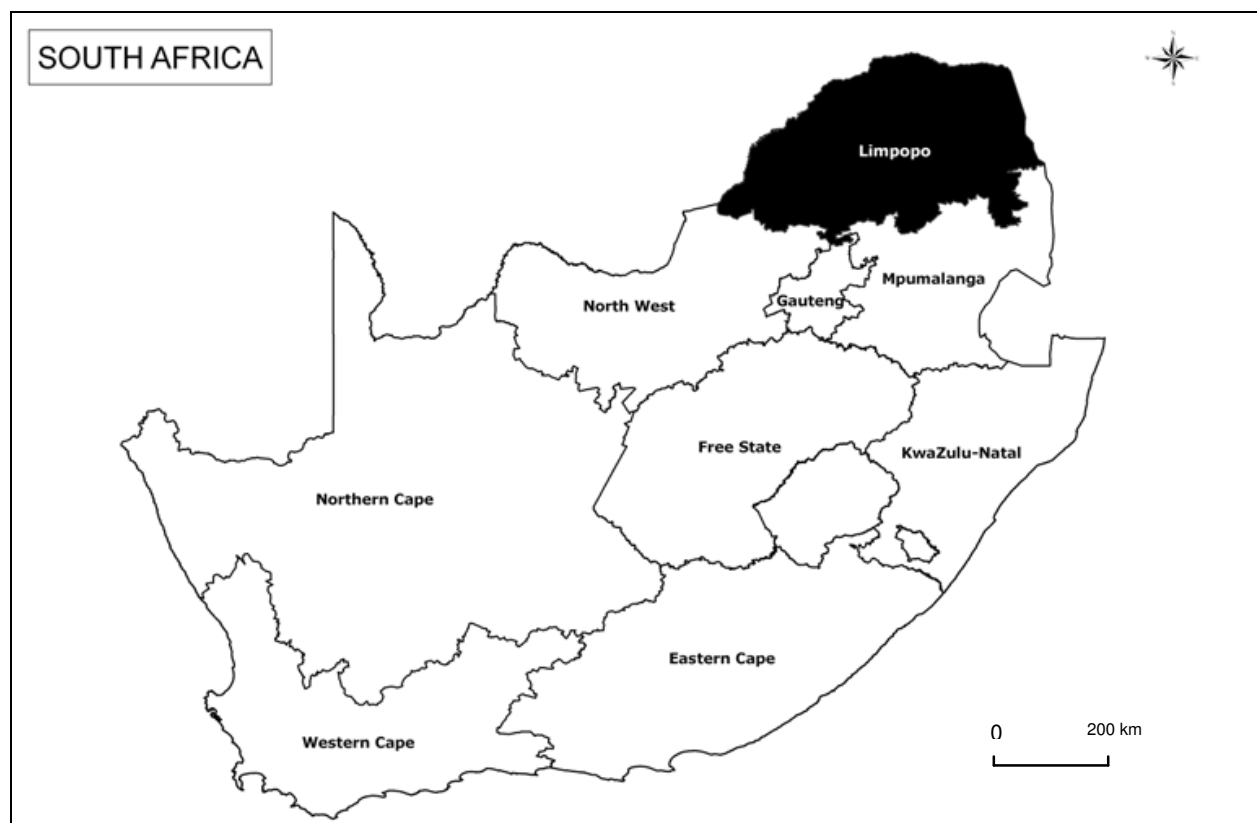 SOUTH AFRICA
Limpopo
Mpumalanga
Gauteng
North West
Free State
KwaZulu-Natal
Northern Cape
Eastern Cape
Western Cape
0 200 km